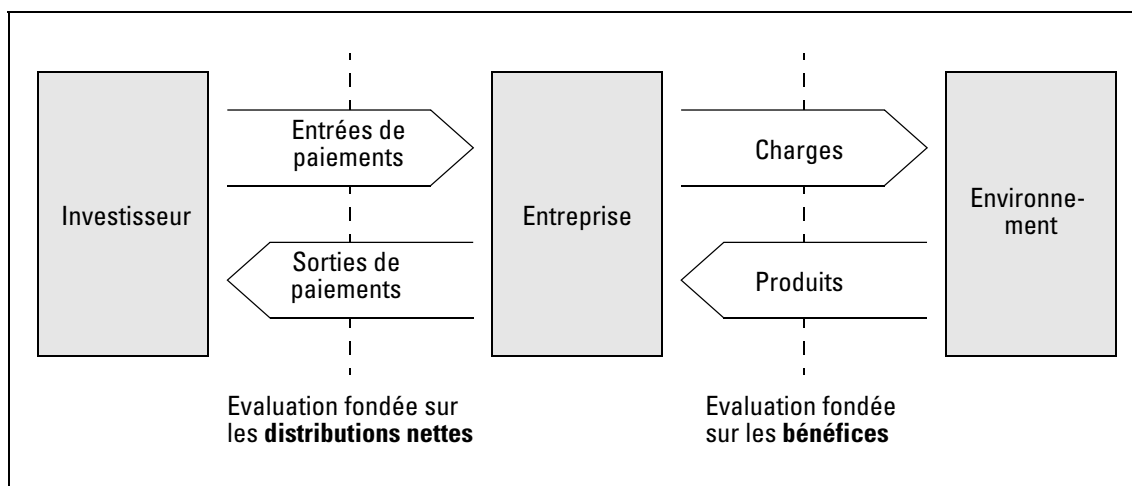 Investisseur
Entrées de
paiements
Sorties de
paiements
Entreprise
Charges
Produits
Environne-
ment
Evaluation fondée sur
les distributions nettes
Evaluation fondée
sur les bénéfices